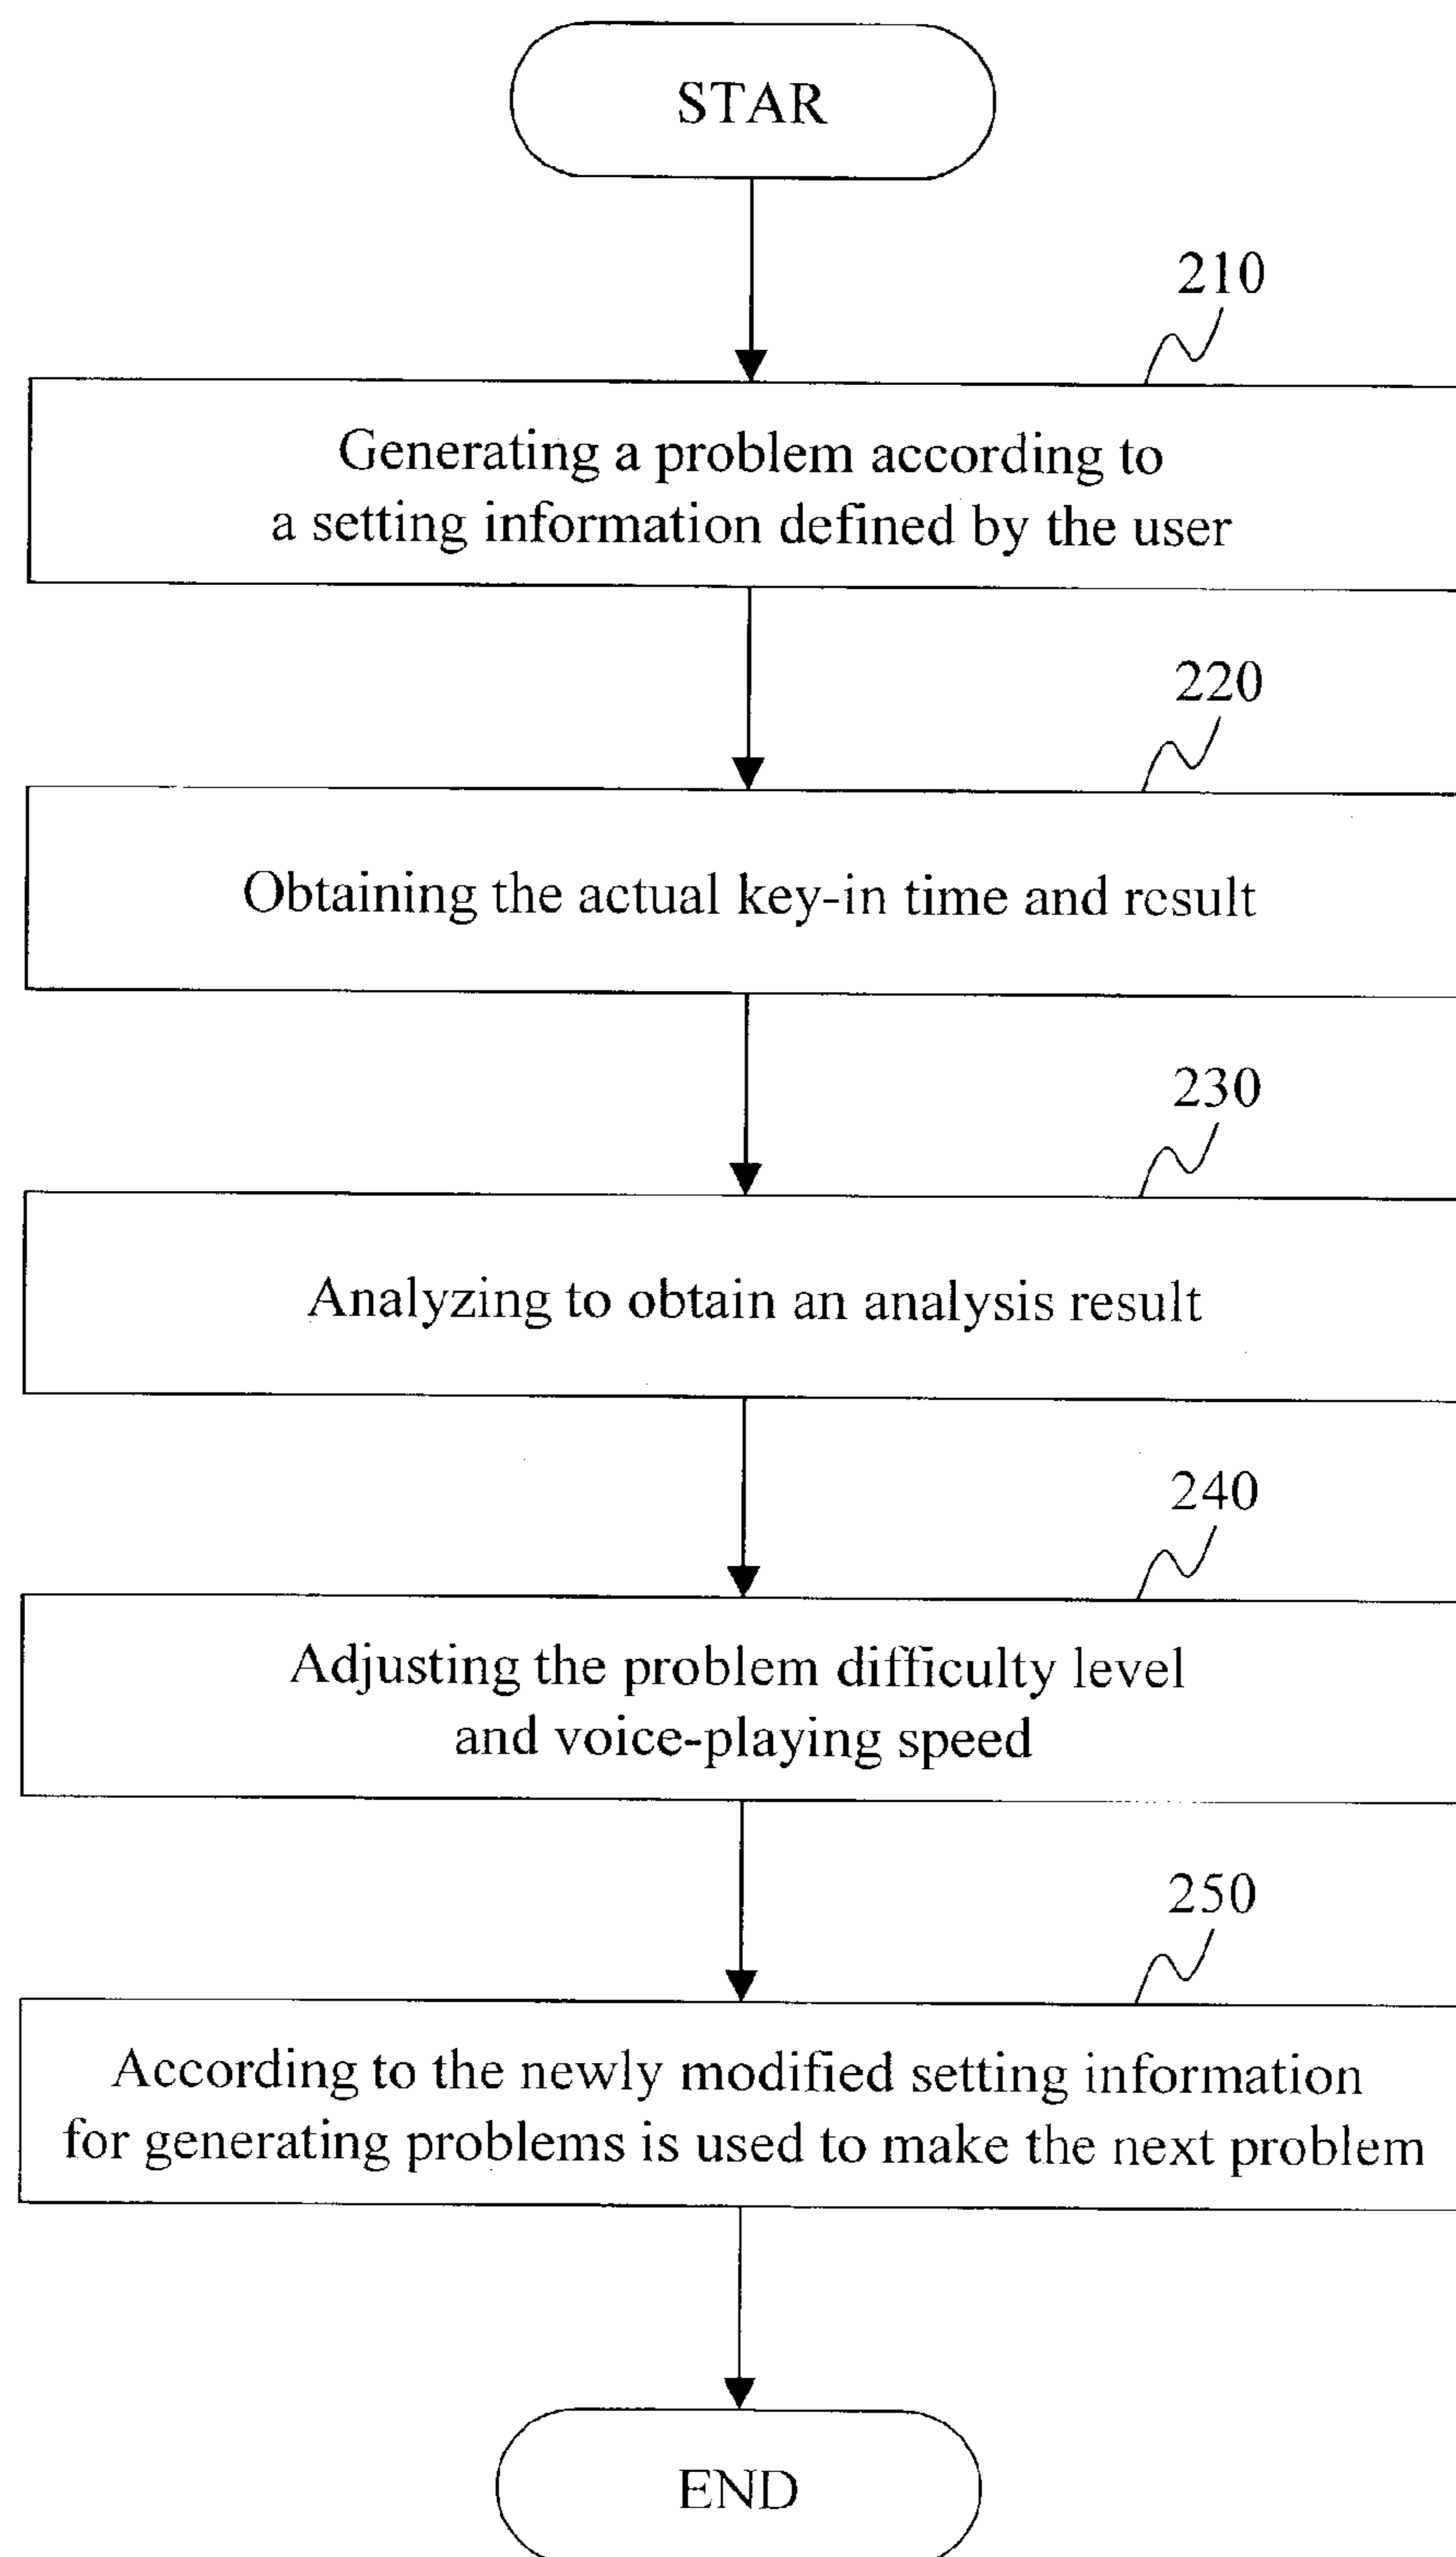 STAR
210
Generating a problem according to
a setting information defined by the user
220
Obtaining the actual key-in time and result
230
Analyzing to obtain an analysis result
240
Adjusting the problem difficulty level
and voice-playing speed
250
According to the newly modified setting information
for generating problems is used to make the next problem
END